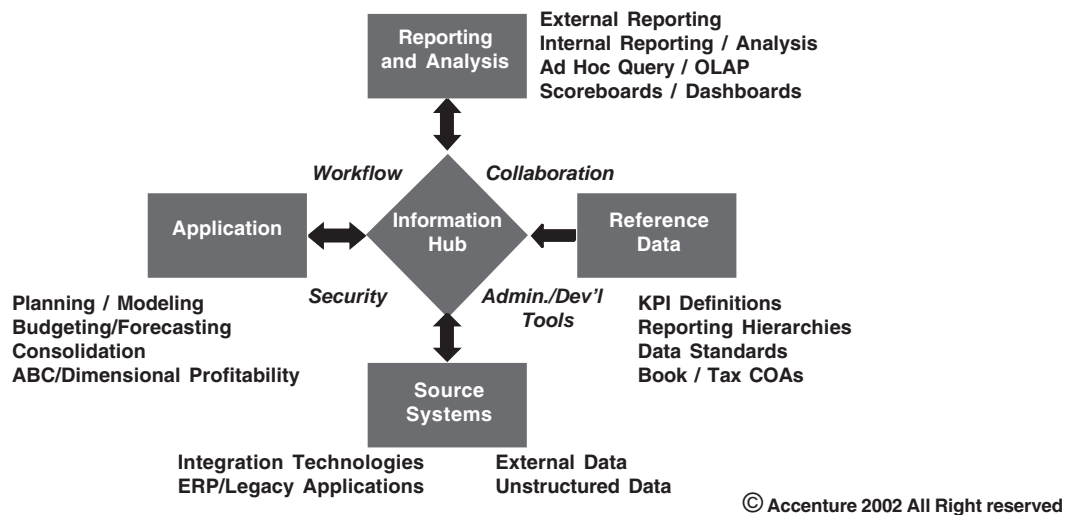 Reporting
and Analysis
External Reporting
Internal Reporting / Analysis
Ad Hoc Query / OLAP
Scoreboards / Dashboards
Workflow
Collaboration
Application
Information
Hub
Reference
Data
Planning / Modeling
Budgeting/Forecasting
Consolidation
ABC/Dimensional Profitability
Security
Admin./Dev'l
Tools
KPI Definitions
Reporting Hierarchies
Data Standards
Book / Tax COAs
Source
Systems
Integration Technologies
ERP/Legacy Applications
External Data
Unstructured Data
© Accenture 2002 All Right reserved